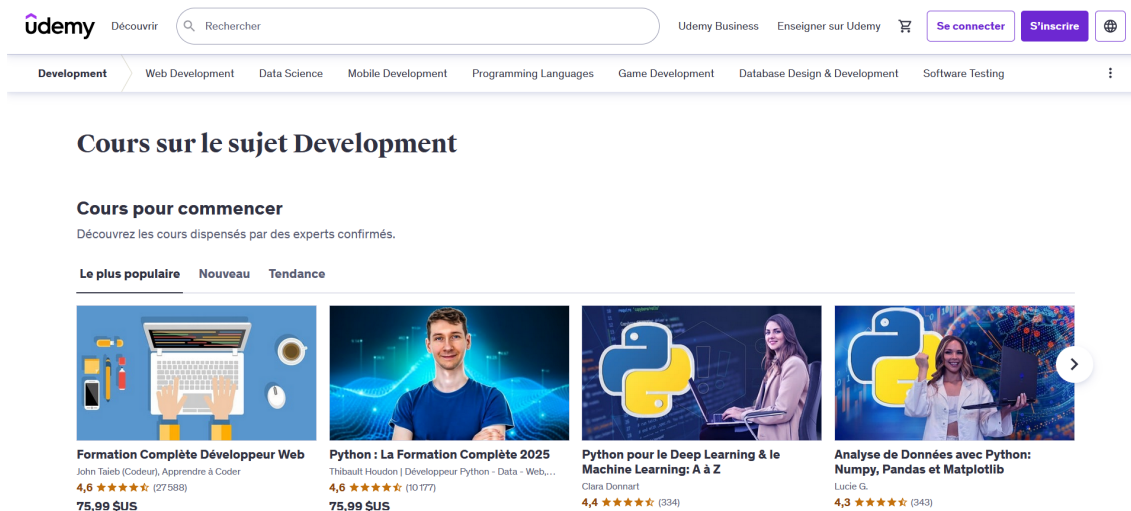 ûdemy Découvrir Rechercher Udemy Business Enseigner sur Udemy Se connecter S'inscrire
Development Web Development Data Science Mobile Development Programming Languages Game Development Database Design & Development Software Testing
Cours sur le sujet Development
Cours pour commencer
Découvrez les cours dispensés par des experts confirmés.
Le plus populaire Nouveau Tendance
Formation Complète Développeur Web
John Taieb (Codeur), Apprendre à Coder
4,6 (27 588)
75,99 $US
Python : La Formation Complète 2025
Thibault Houdon | Développeur Python - Data - Web,...
4,6 (10 177)
75,99 $US
Python pour le Deep Learning & le
Machine Learning: A à Z
Clara Donnart
4,4 (334)
Analyse de Données avec Python:
Numpy, Pandas et Matplotlib
Lucie G.
4,3 (343)